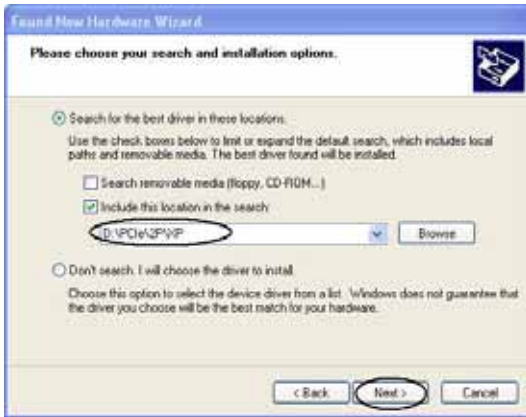 Found New Hardware Wizard
Please choose your search and installation options.
Search for the best driver in these locations.
Use the check boxes below to limit or expand the default search, which includes local
paths and removable media. The best driver found will be installed.
Search removable media (floppy, CD-ROM...)
Include this location in the search:
D:\PCIe\2P\XP
Browse
Don't search. I will choose the driver to install.
Choose this option to select the device driver from a list. Windows does not guarantee that
the driver you choose will be the best match for your hardware.
< Back
Next >
Cancel